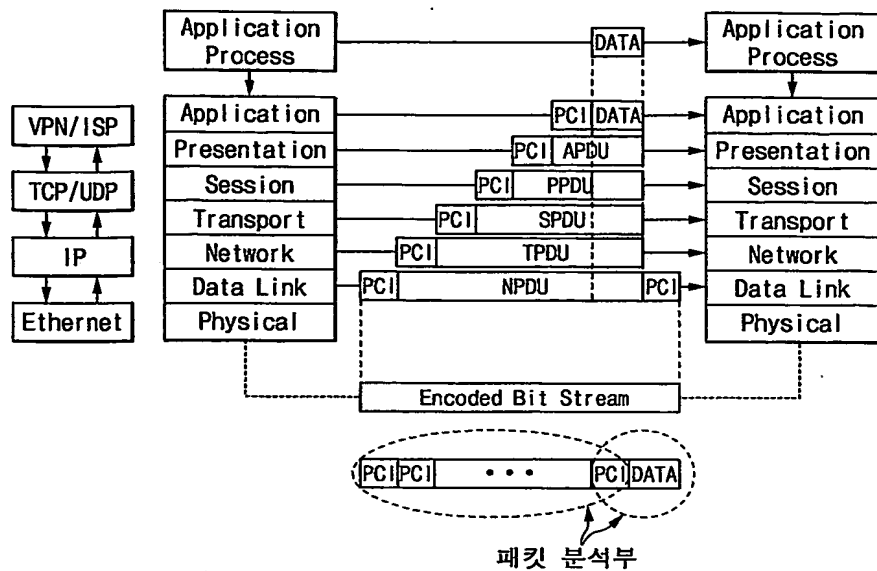 Application
Process
DATA
Application
Process
VPN/ISP
TCP/UDP
IP
Ethernet
Application
PCI DATA
Application
Presentation
PCI APDU
Presentation
Session
PCI PPDU
Session
Transport
PCI SPDU
Transport
Network
PCI TPDU
Network
Data Link
PCI NPDU PCI
Data Link
Physical
Physical
Encoded Bit Stream
PCI PCI ••• PCI DATA
패킷 분석부